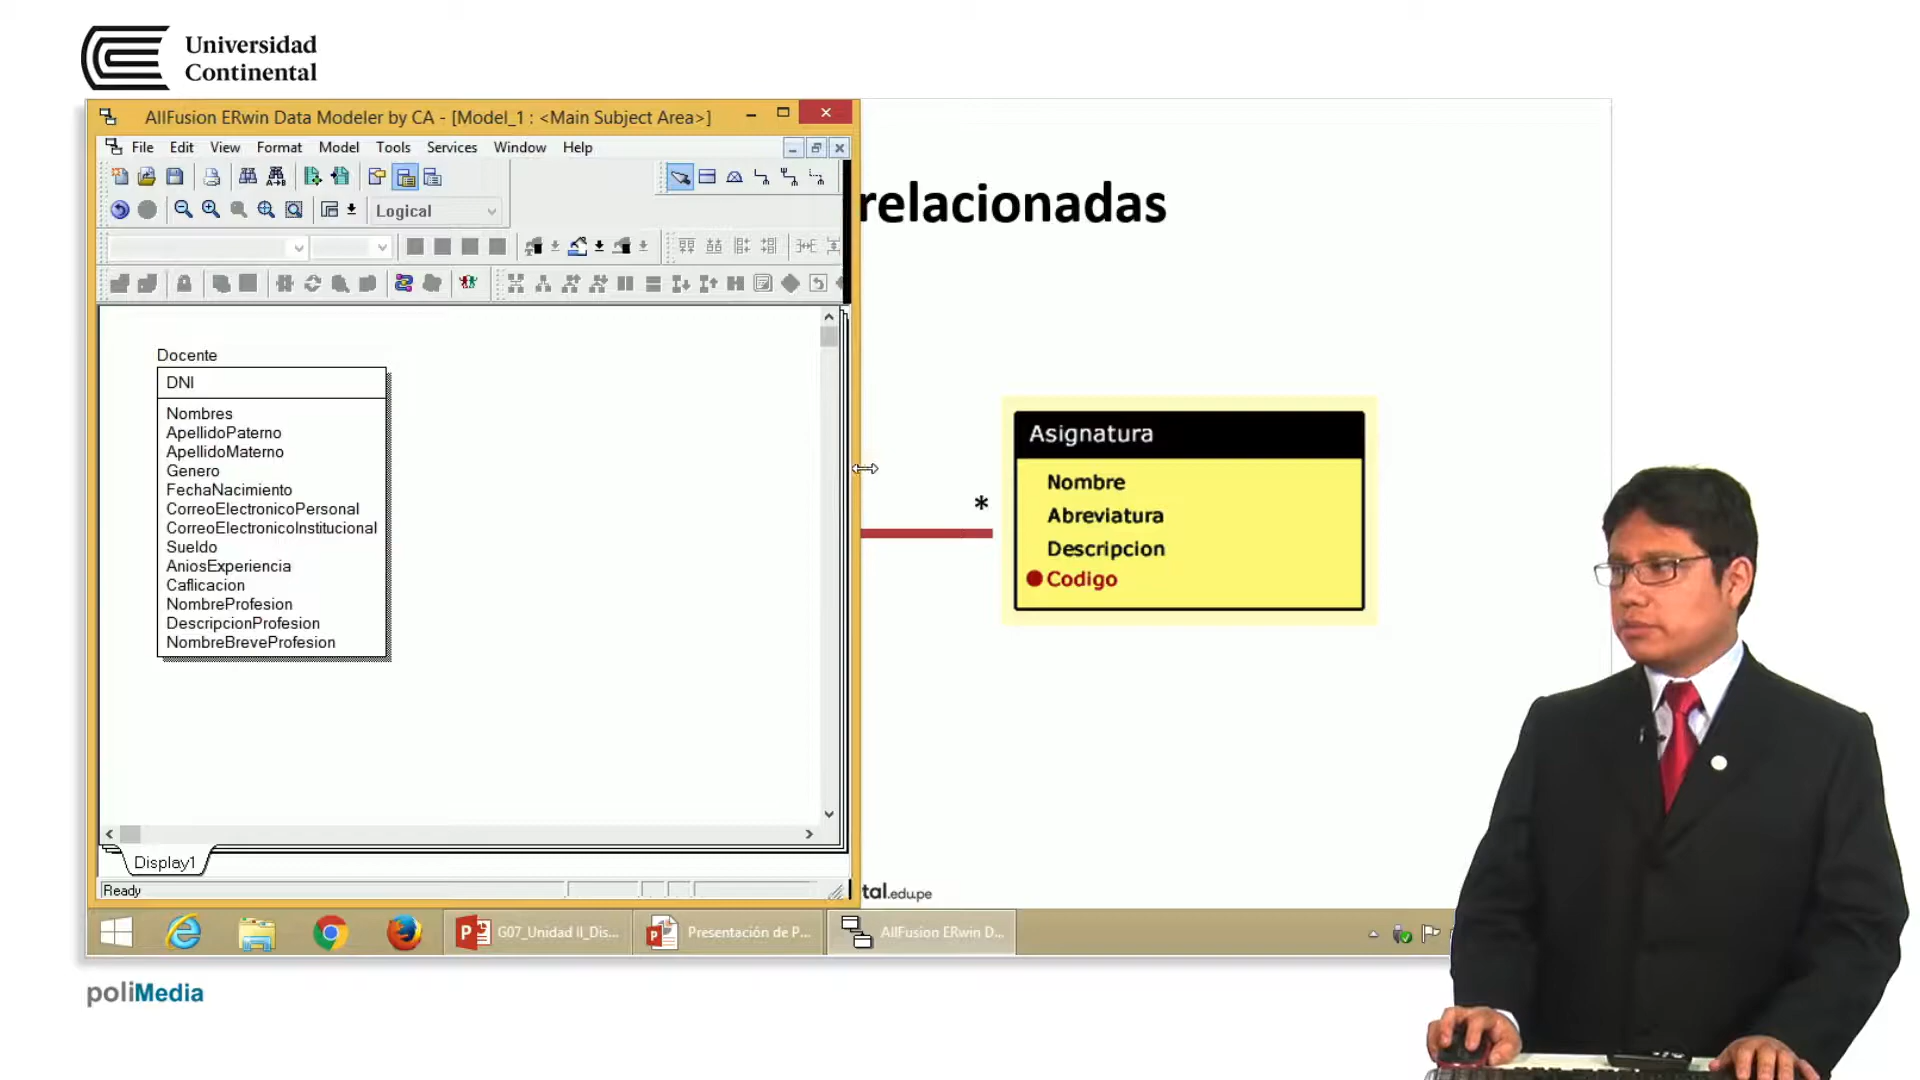 Universidad
Continental
AllFusion ERwin Data Modeler by CA - [Model_1 : <Main Subject Area>]
File Edit View Format Model Tools Services Window Help
Logical
relacionadas
Docente
DNI
Nombres
ApellidoPaterno
ApellidoMaterno
Genero
FechaNacimiento
CorreoElectronicoPersonal
CorreoElectronicoInstitucional
Sueldo
AniosExperiencia
Caflicacion
NombreProfesion
DescripcionProfesion
NombreBreveProfesion
*
Asignatura
Nombre
Abreviatura
Descripcion
Codigo
Display1
Ready
tal.edu.pe
G07_Unidad II_Dis...
Presentación de P...
AllFusion ERwin D...
poliMedia